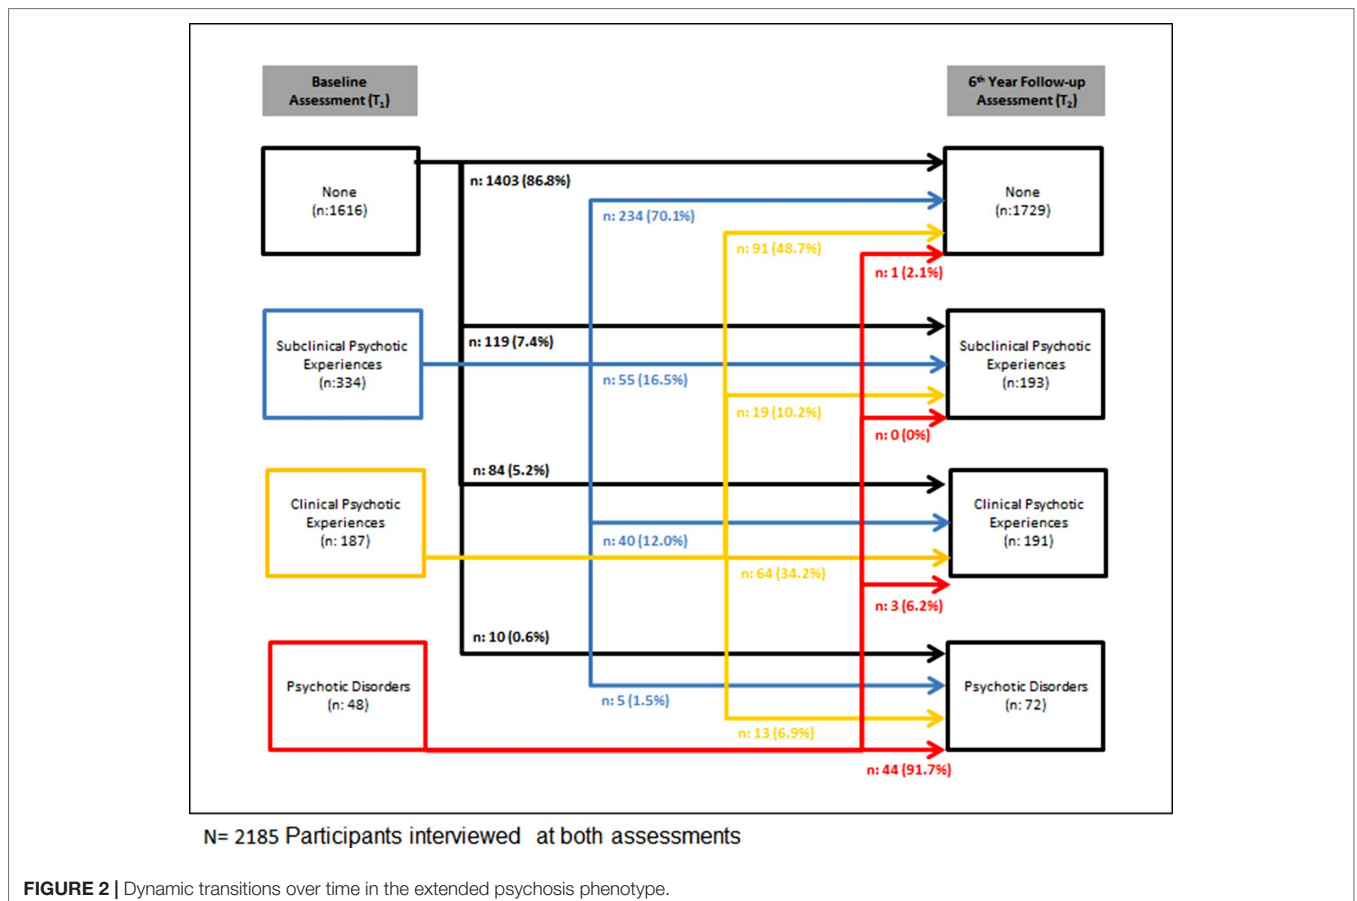 Baseline
Assessment (T1)
6th Year Follow-up
Assessment (T2)
None
(n:1616)
n: 1403 (86.8%)
n: 234 (70.1%)
n: 91 (48.7%)
n: 1 (2.1%)
None
(n:1729)
Subclinical Psychotic
Experiences
(n:334)
n: 119 (7.4%)
n: 55 (16.5%)
n: 19 (10.2%)
n: 0 (0%)
Subclinical Psychotic
Experiences
(n:193)
Clinical Psychotic
Experiences
(n: 187)
n: 84 (5.2%)
n: 40 (12.0%)
n: 64 (34.2%)
n: 3 (6.2%)
Clinical Psychotic
Experiences
(n: 191)
Psychotic Disorders
(n: 48)
n: 10 (0.6%)
n: 5 (1.5%)
n: 13 (6.9%)
n: 44 (91.7%)
Psychotic Disorders
(n: 72)
N= 2185 Participants interviewed at both assessments
FIGURE 2 | Dynamic transitions over time in the extended psychosis phenotype.